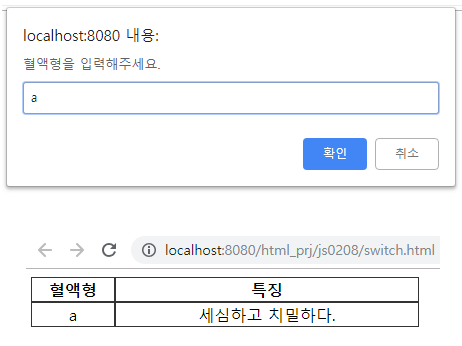 localhost:8080 내용:
혈액형을 입력해주세요.
a
확인 취소
localhost:8080/html_prj/js0208/switch.html
혈액형 특징
a 세심하고 치밀하다.